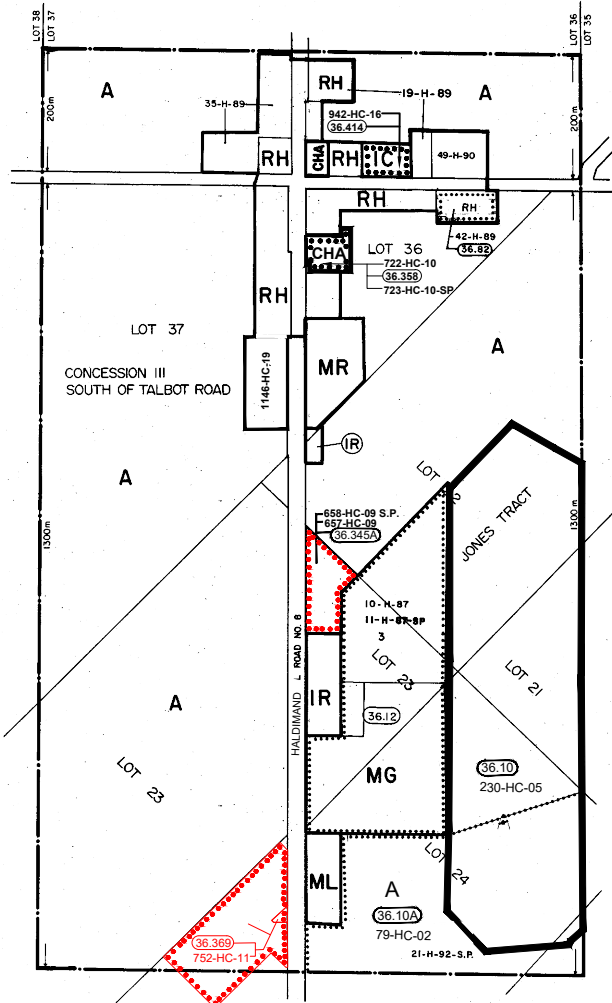 LOT 38
LOT 37
LOT 36
LOT 35
A
RH
19-H-89
A
35-H-89
200m
942-HC-16
36.414
200m
RH
CHA
RH
IC
49-H-90
RH
RH
42-H-89
36.82
LOT 36
CHA
722-HC-10
36.358
723-HC-10-SP
RH
LOT 37
A
MR
CONCESSION III
SOUTH OF TALBOT ROAD
1146-HC-19
IR
A
LOT
JONES TRACT
1300m
1300m
658-HC-09 S.P.
657-HC-09
36.345A
10-H-87
11-H-87-SP
3
HALDIMAND
ROAD NO. 8
LOT 23
LOT 21
IR
A
36.12
LOT 23
MG
36.10
230-HC-05
LOT 24
ML
A
36.10A
79-HC-02
21-H-92-S.P.
36.369
752-HC-11